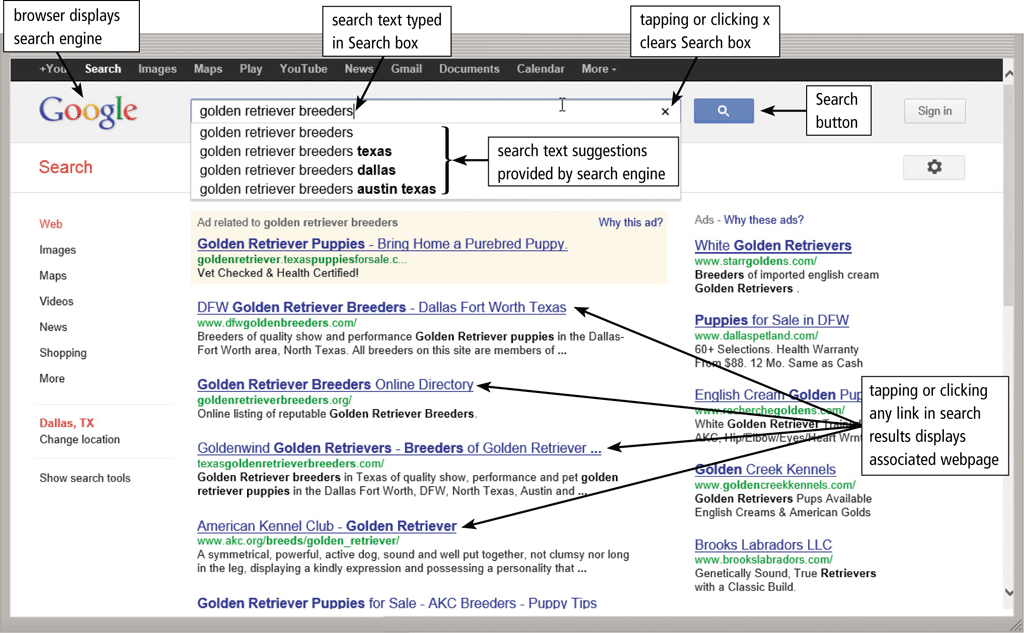 browser displays
search engine
search text typed
in Search box
tapping or clicking x
clears Search box
+You Search Images Maps Play YouTube News Gmail Documents Calendar More
Google
golden retriever breeders
x
Search
button
Sign in
golden retriever breeders
golden retriever breeders texas
golden retriever breeders dallas
golden retriever breeders austin texas
search text suggestions
provided by search engine
Search
Web
Images
Maps
Videos
News
Shopping
More
Dallas, TX
Change location
Show search tools
Ad related to golden retriever breeders Why this ad?
Golden Retriever Puppies - Bring Home a Purebred Puppy.
goldenretriever.texaspuppiesforsale.c...
Vet Checked & Health Certified!
DFW Golden Retriever Breeders - Dallas Fort Worth Texas
www.dfwgoldenbreeders.com/
Breeders of quality show and performance Golden Retriever puppies in the Dallas-
Fort Worth area, North Texas. All breeders on this site are members of ...
Golden Retriever Breeders Online Directory
goldenretrieverbreeders.org/
Online listing of reputable Golden Retriever Breeders.
Goldenwind Golden Retrievers - Breeders of Golden Retriever ...
texasgoldenretrieverbreeders.com/
Golden Retriever breeders in Texas of quality show, performance and pet golden
retriever puppies in the Dallas Fort Worth, DFW, North Texas, Austin and ...
American Kennel Club - Golden Retriever
www.akc.org/breeds/golden_retriever/
A symmetrical, powerful, active dog, sound and well put together, not clumsy nor long
in the leg, displaying a kindly expression and possessing a personality that ...
Golden Retriever Puppies for Sale - AKC Breeders - Puppy Tips
Ads - Why these ads?
White Golden Retrievers
www.starrgoldens.com/
Breeders of imported english cream
Golden Retrievers .
Puppies for Sale in DFW
www.dallaspetland.com/
60+ Selections. Health Warranty
From $88. 12 Mo. Same as Cash
English Cream Golden Pup
www.recherchegoldens.com/
White Golden Retriever
AKC, Hip/Elbow/Eyes/Heart Wrnt
Golden Creek Kennels
www.goldencreekkennels.com/
Golden Retrievers Pups Available
English Creams & American Golds
Brooks Labradors LLC
www.brookslabradors.com/
Genetically Sound, True Retrievers
with a Classic Build.
tapping or clicking
any link in search
results displays
associated webpage